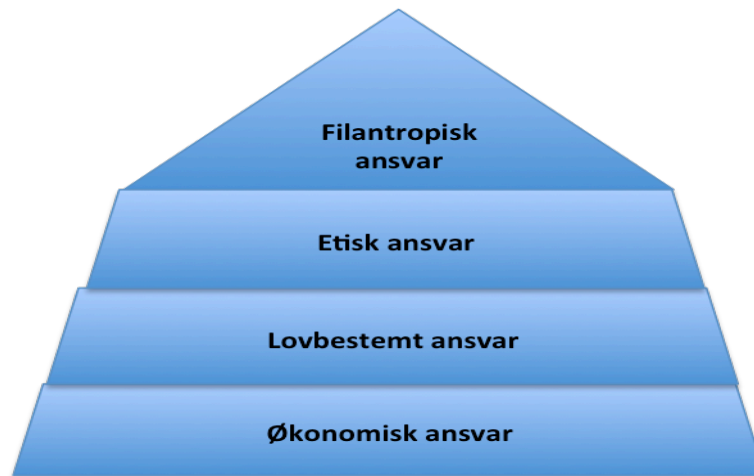 Filantropisk
ansvar
Etisk ansvar
Lovbestemt ansvar
Økonomisk ansvar